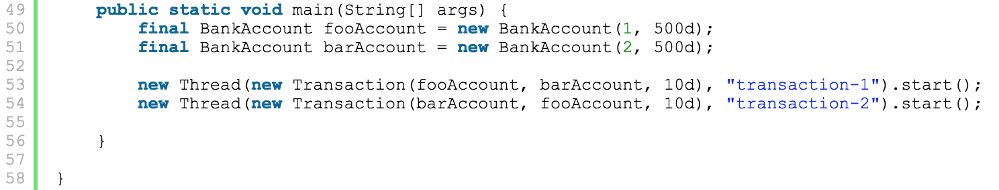 49 public static void main(String[] args) {
50 final BankAccount fooAccount = new BankAccount(1, 500d);
51 final BankAccount barAccount = new BankAccount(2, 500d);
52
53 new Thread(new Transaction(fooAccount, barAccount, 10d), "transaction-1").start();
54 new Thread(new Transaction(barAccount, fooAccount, 10d), "transaction-2").start();
55
56 }
57
58 }